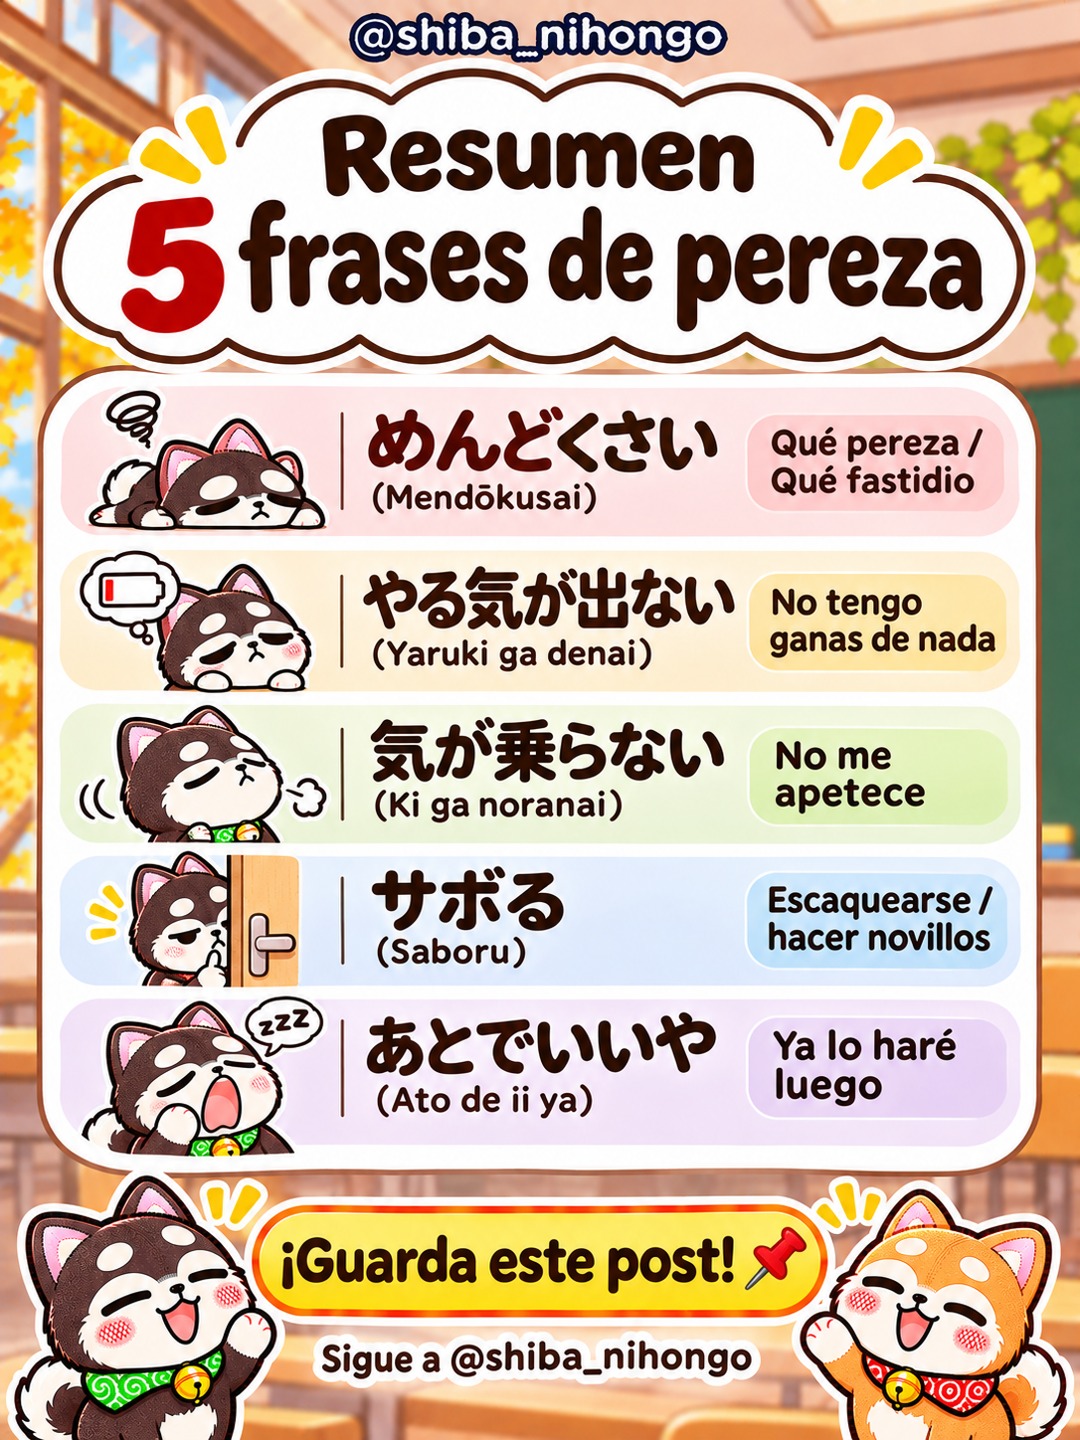 @shiba_nihongo
Resumen
5 frases de pereza
めんどくさい
(Mendōkusai)
Qué pereza /
Qué fastidio
やる気が出ない
(Yaruki ga denai)
No tengo
ganas de nada
気が乗らない
(Ki ga noranai)
No me
apetece
サボる
(Saboru)
Escaquearse /
hacer novillos
zzz
あとでいいや
(Ato de ii ya)
Ya lo haré
luego
¡Guarda este post!
Sigue a @shiba_nihongo